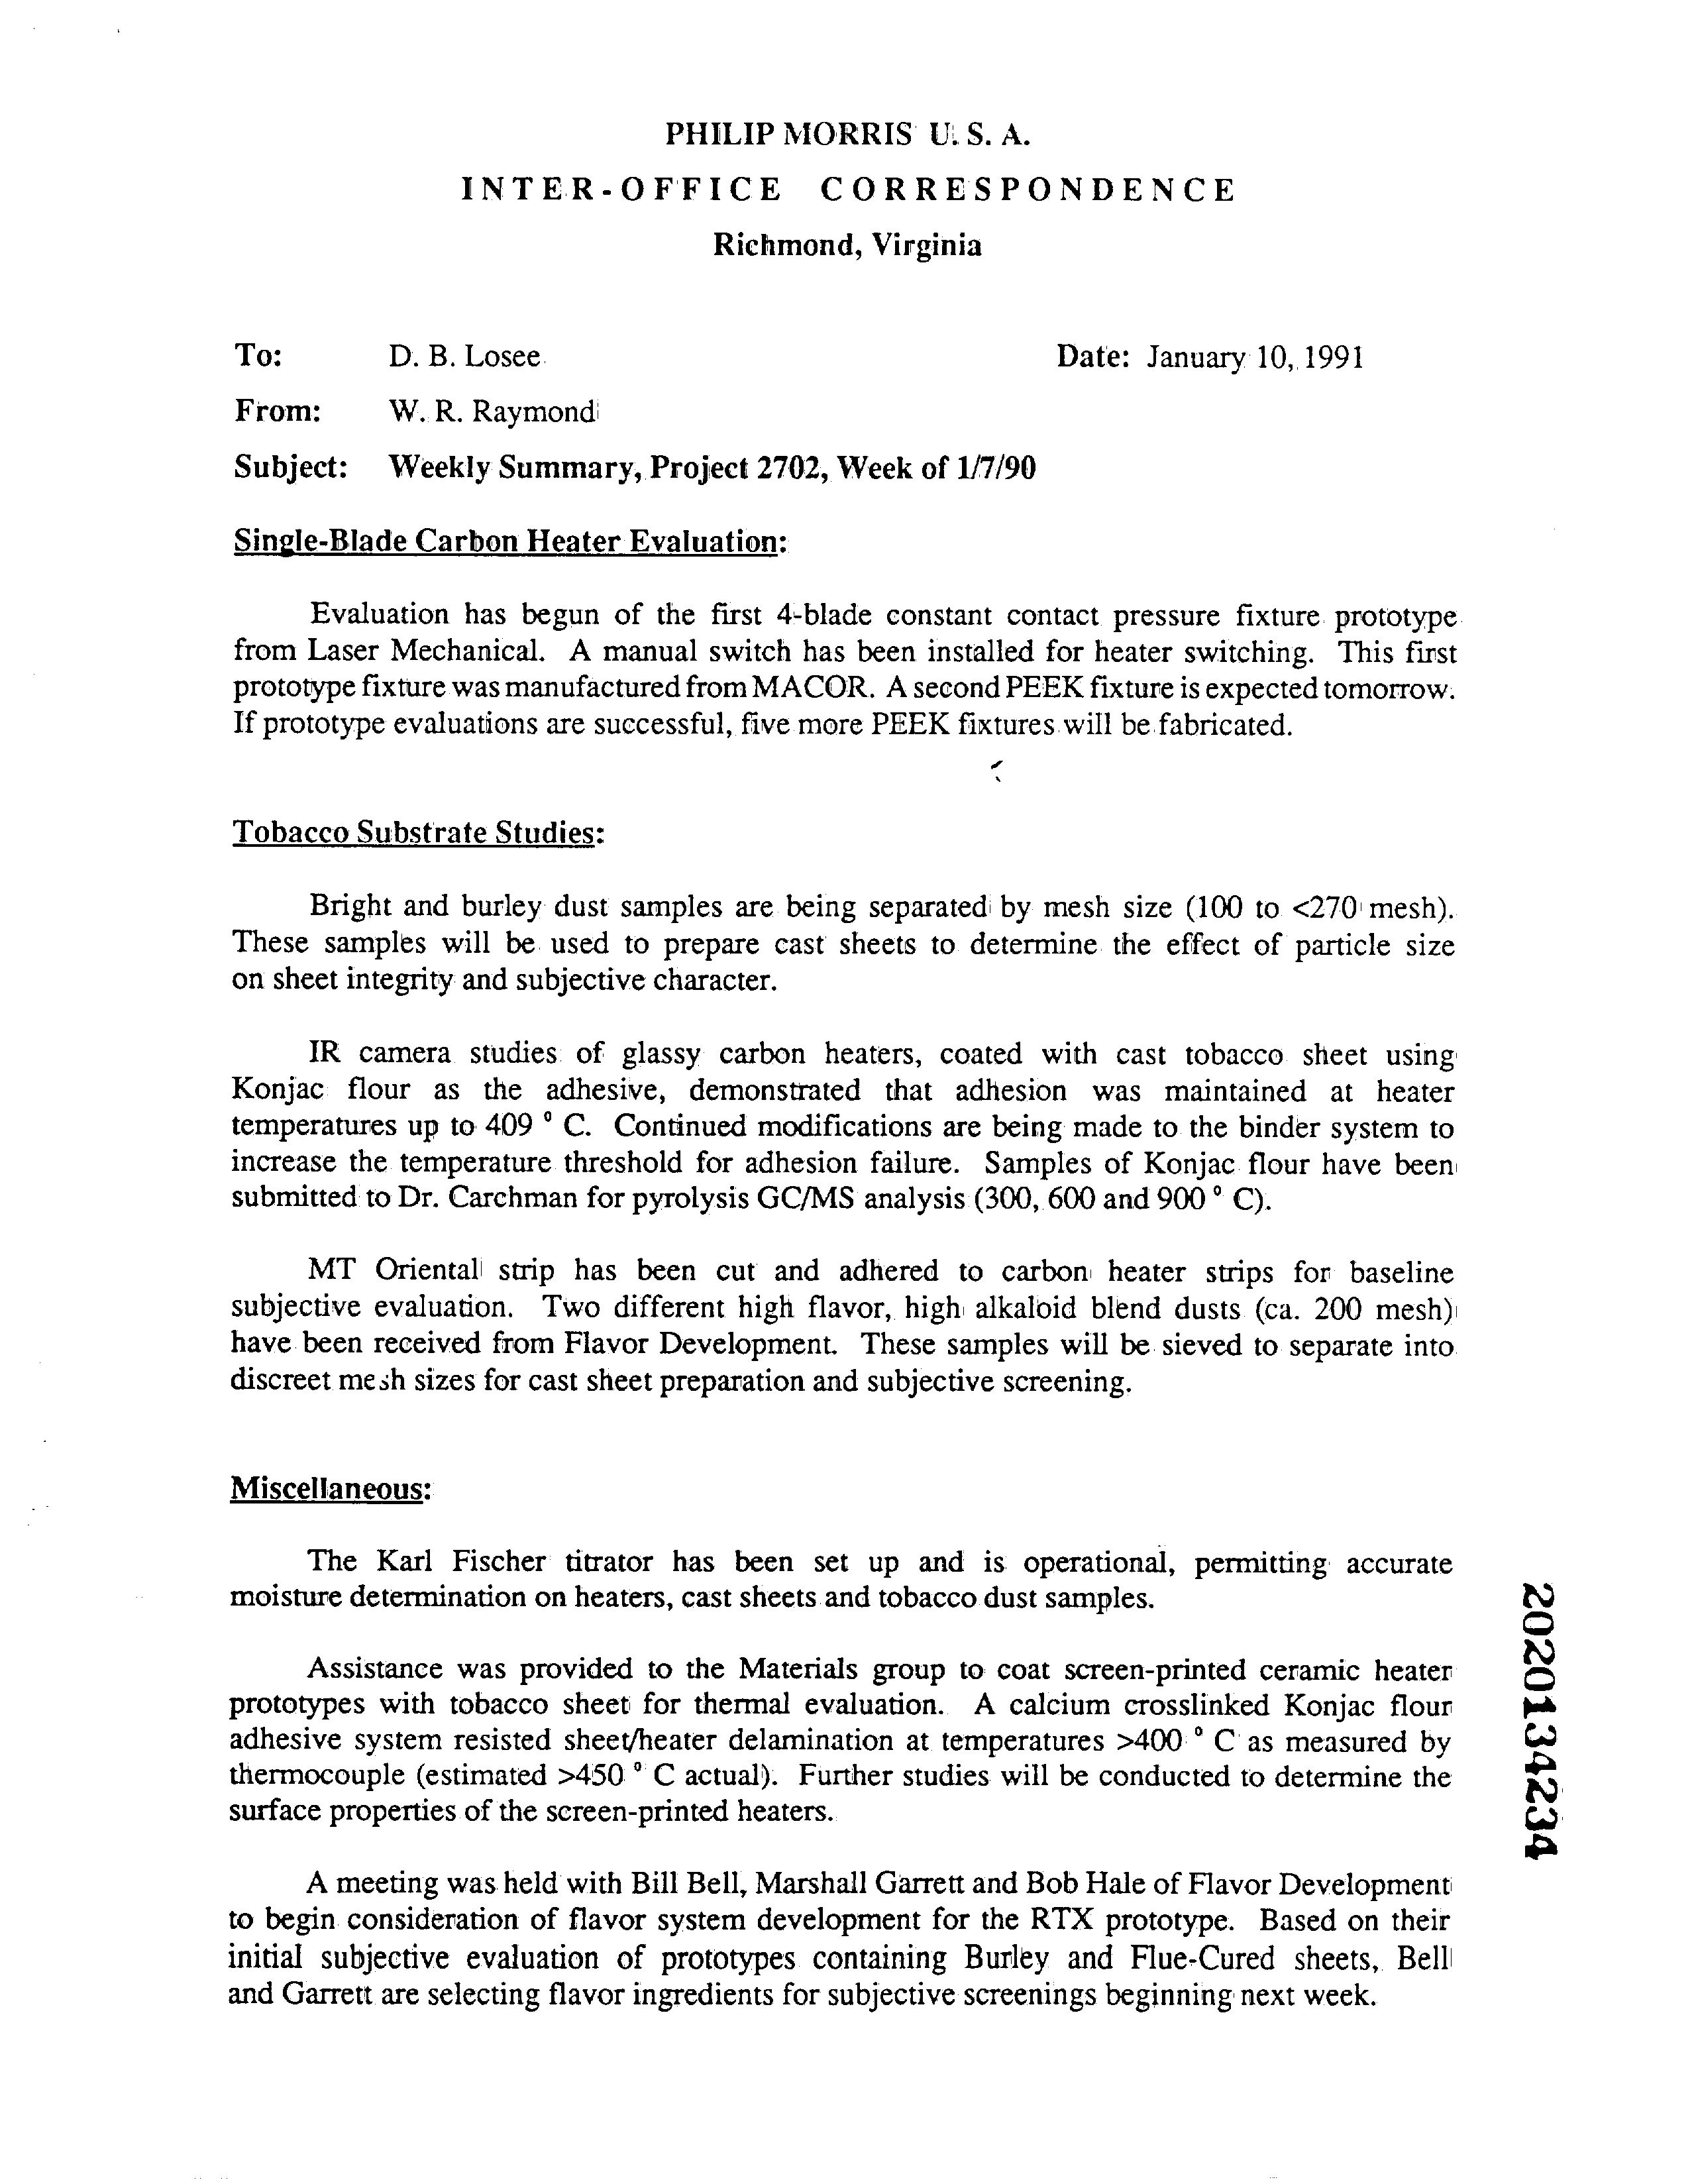 PHILIP MORRIS U. S. A.
INTER-OFFICE CORRESPONDENCE
Richmond, Virginia
To: D. B. Losee Date: January 10, 1991
From: W. R. Raymond
Subject: Weekly Summary, Project 2702, Week of 1/7/90
Single-Blade Carbon Heater Evaluation:
Evaluation has begun of the first 4-blade constant contact pressure fixture prototype
from Laser Mechanical. A manual switch has been installed for heater switching. This first
prototype fixture was manufactured from MACOR. A second PEEK fixture is expected tomorrow.
If prototype evaluations are successful, five more PEEK fixtures will be fabricated.
Tobacco Substrate Studies:
Bright and burley dust samples are being separated by mesh size (100 to <270 mesh).
These samples will be used to prepare cast sheets to determine the effect of particle size
on sheet integrity and subjective character.
IR camera studies of glassy carbon heaters, coated with cast tobacco sheet using
Konjac flour as the adhesive, demonstrated that adhesion was maintained at heater
temperatures up to 409 ° C. Continued modifications are being made to the binder system to
increase the temperature threshold for adhesion failure. Samples of Konjac flour have been
submitted to Dr. Carchman for pyrolysis GC/MS analysis (300, 600 and 900 ° C).
MT Oriental strip has been cut and adhered to carbon heater strips for baseline
subjective evaluation. Two different high flavor, high alkaloid blend dusts (ca. 200 mesh)
have been received from Flavor Development. These samples will be sieved to separate into
discreet mesh sizes for cast sheet preparation and subjective screening.
Miscellaneous:
The Karl Fischer titrator has been set up and is operational, permitting accurate
moisture determination on heaters, cast sheets and tobacco dust samples.
Assistance was provided to the Materials group to coat screen-printed ceramic heater
prototypes with tobacco sheet for thermal evaluation. A calcium crosslinked Konjac flour
adhesive system resisted sheet/heater delamination at temperatures >400 ° C as measured by
thermocouple (estimated >450 ° C actual). Further studies will be conducted to determine the
surface properties of the screen-printed heaters.
A meeting was held with Bill Bell, Marshall Garrett and Bob Hale of Flavor Development
to begin consideration of flavor system development for the RTX prototype. Based on their
initial subjective evaluation of prototypes containing Burley and Flue-Cured sheets, Bell
and Garrett are selecting flavor ingredients for subjective screenings beginning next week.
2020134234